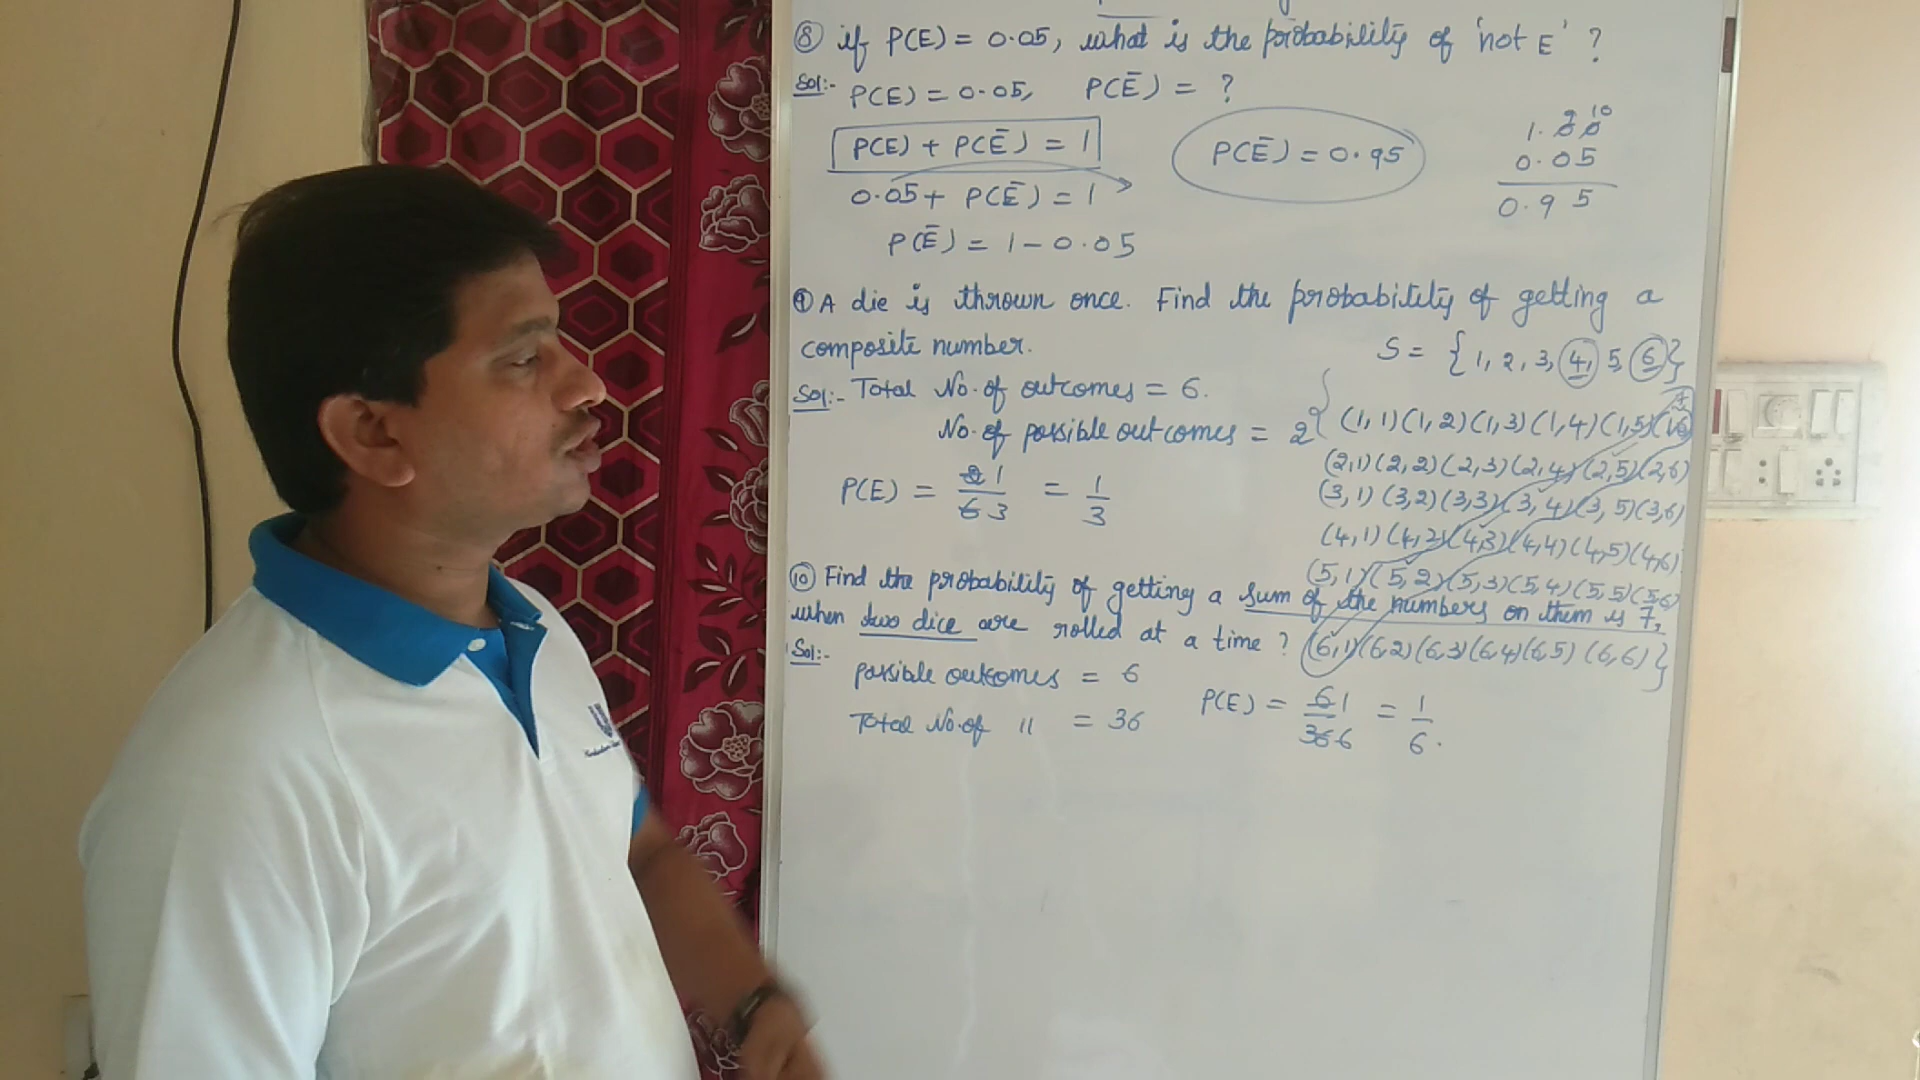 ⑧ if P(E) = 0.05, what is the probability of 'not E' ?
Sol:- P(E) = 0.05, P(Ē) = ?
P(E) + P(Ē) = 1
0.05 + P(Ē) = 1
P(Ē) = 1 - 0.05
P(Ē) = 0.95
9 10
1.00
0.05
0.95
⑨ A die is thrown once. Find the probability of getting a
composite number.
S = {1, 2, 3, 4, 5, 6}
Sol:- Total No. of outcomes = 6.
No. of possible outcomes = 2
P(E) = 2 1 / 6 3 = 1/3
{ (1,1) (1,2) (1,3) (1,4) (1,5) (1,6)
(2,1) (2,2) (2,3) (2,4) (2,5) (2,6)
(3,1) (3,2) (3,3) (3,4) (3,5) (3,6)
(4,1) (4,2) (4,3) (4,4) (4,5) (4,6)
(5,1) (5,2) (5,3) (5,4) (5,5) (5,6)
(6,1) (6,2) (6,3) (6,4) (6,5) (6,6) }
⑩ Find the probability of getting a sum of the numbers on them is 7,
when two dice are rolled at a time ?
Sol:-
possible outcomes = 6
Total No. of 11 = 36
P(E) = 6 1 / 36 6 = 1/6.